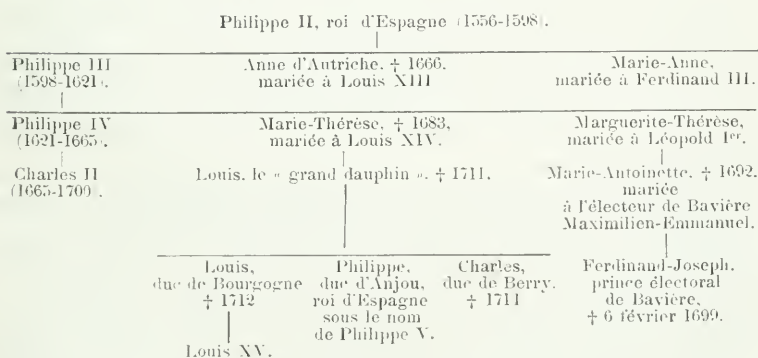 Philippe II, roi d'Espagne (1556-1598).
Philippe III
(1598-1621).
Anne d'Autriche. † 1666.
mariée à Louis XIII
Marie-Anne,
mariée à Ferdinand III.
Philippe IV
(1621-1665).
Marie-Thérèse, † 1683,
mariée à Louis XIV.
Marguerite-Thérèse,
mariée à Léopold Ier.
Charles II
(1665-1700).
Louis. le « grand dauphin ». † 1711.
Marie-Antoinette. † 1692.
mariée
à l'électeur de Bavière
Maximilien-Emmanuel.
Louis,
duc de Bourgogne
† 1712
Louis XV.
Philippe,
duc d'Anjou,
roi d'Espagne
sous le nom
de Philippe V.
Charles,
duc de Berry.
† 1711
Ferdinand-Joseph.
prince électoral
de Bavière,
† 6 février 1699.